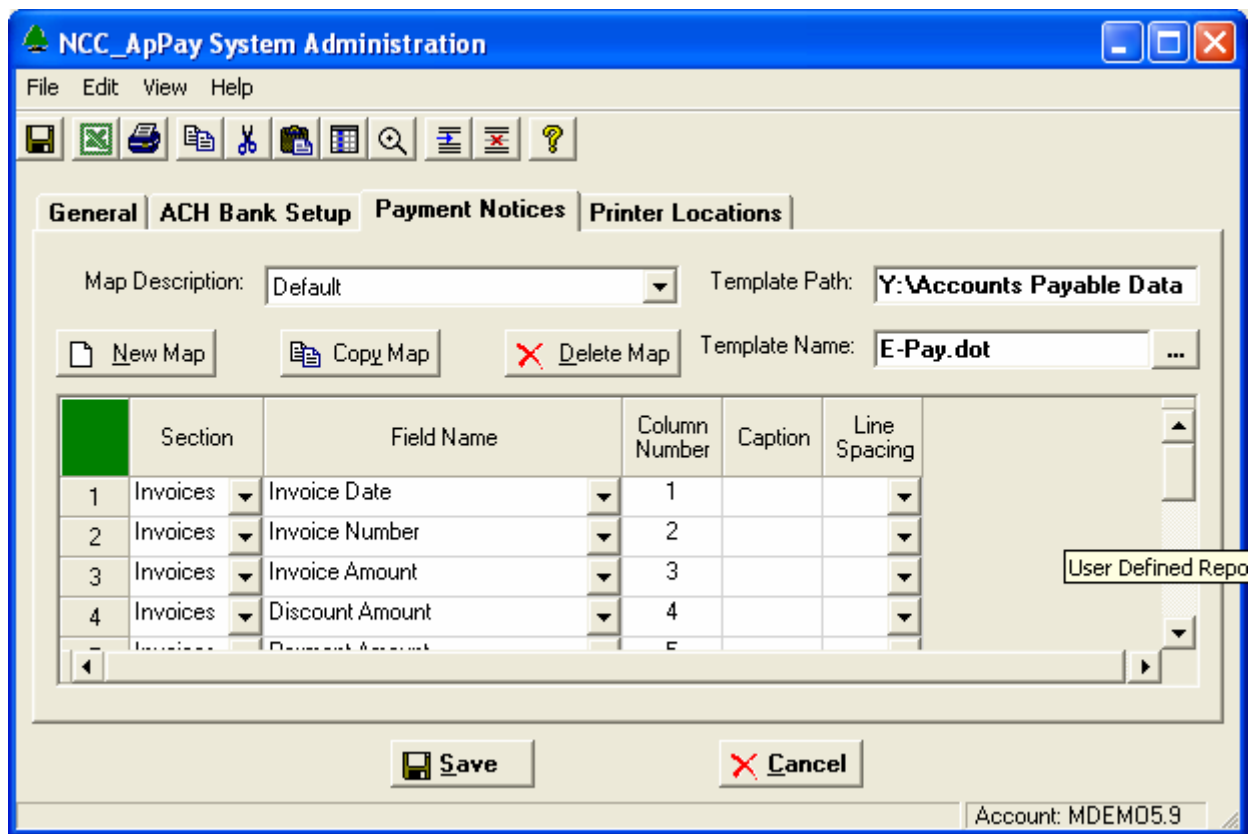 NCC_ApPay System Administration
File Edit View Help
General ACH Bank Setup Payment Notices Printer Locations
Map Description: Default Template Path: Y:\Accounts Payable Data
New Map Copy Map Delete Map Template Name: E-Pay.dot ...
Section Field Name Column Number Caption Line Spacing
1 Invoices Invoice Date 1
2 Invoices Invoice Number 2
3 Invoices Invoice Amount 3
4 Invoices Discount Amount 4
User Defined Repo
Save Cancel
Account: MDEMO5.9